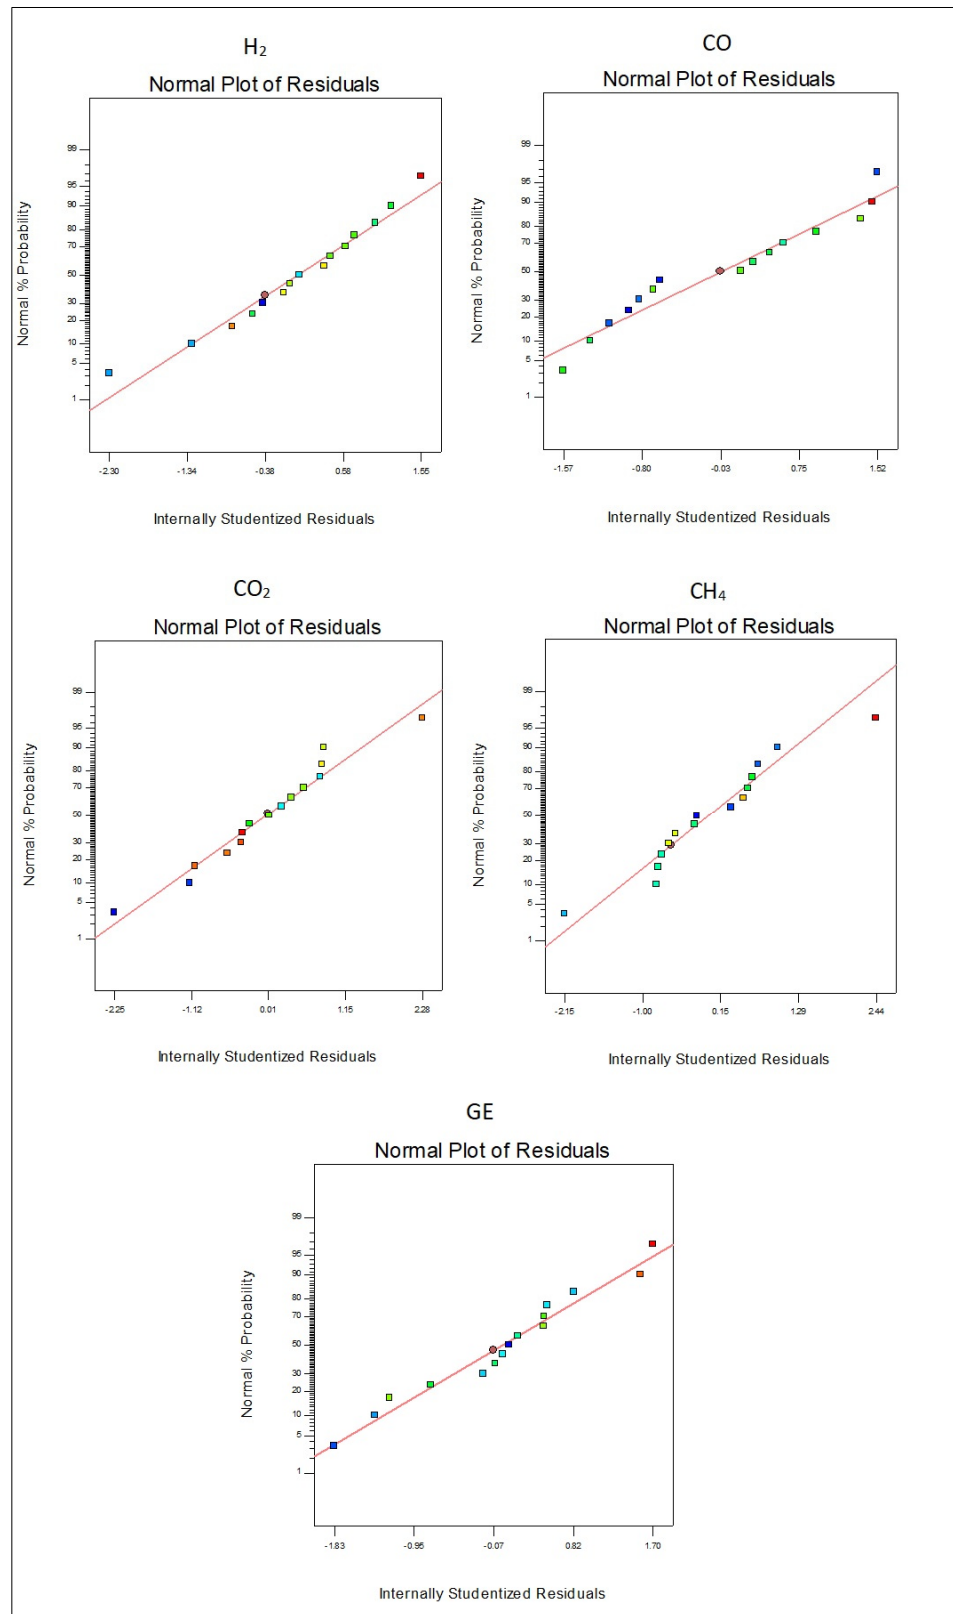 H₂
Normal Plot of Residuals
Normal % Probability
99
95
90
80
70
50
30
20
10
5
1
-2.30 -1.34 -0.38 0.58 1.55
Internally Studentized Residuals
CO
Normal Plot of Residuals
Normal % Probability
99
95
90
80
70
50
30
20
10
5
1
-1.57 -0.80 -0.03 0.75 1.52
Internally Studentized Residuals
CO₂
Normal Plot of Residuals
Normal % Probability
99
95
90
80
70
50
30
20
10
5
1
-2.25 -1.12 0.01 1.15 2.28
Internally Studentized Residuals
CH₄
Normal Plot of Residuals
Normal % Probability
99
95
90
80
70
50
30
20
10
5
1
-2.15 -1.00 0.15 1.29 2.44
Internally Studentized Residuals
GE
Normal Plot of Residuals
Normal % Probability
99
95
90
80
70
50
30
20
10
5
1
-1.83 -0.95 -0.07 0.82 1.70
Internally Studentized Residuals